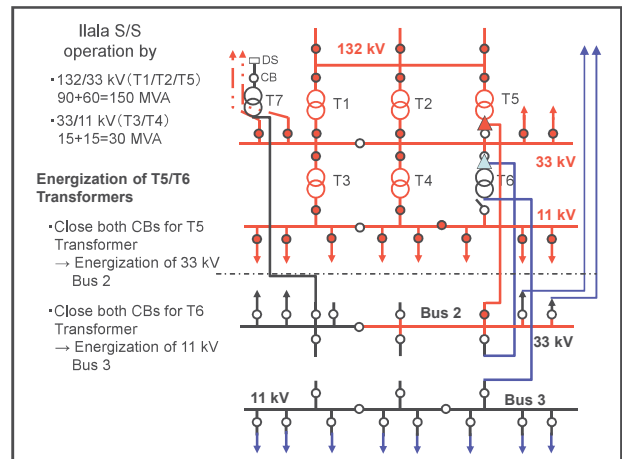 Ilala S/S
operation by
・132/33 kV(T1/T2/T5)
90+60=150 MVA
・33/11 kV(T3/T4)
15+15=30 MVA
Energization of T5/T6
Transformers
・Close both CBs for T5
Transformer
→ Energization of 33 kV
Bus 2
・Close both CBs for T6
Transformer
→ Energization of 11 kV
Bus 3
132 kV
DS
CB
T7
T1
T2
T5
33 kV
T3
T4
T6
11 kV
Bus 2
33 kV
11 kV
Bus 3